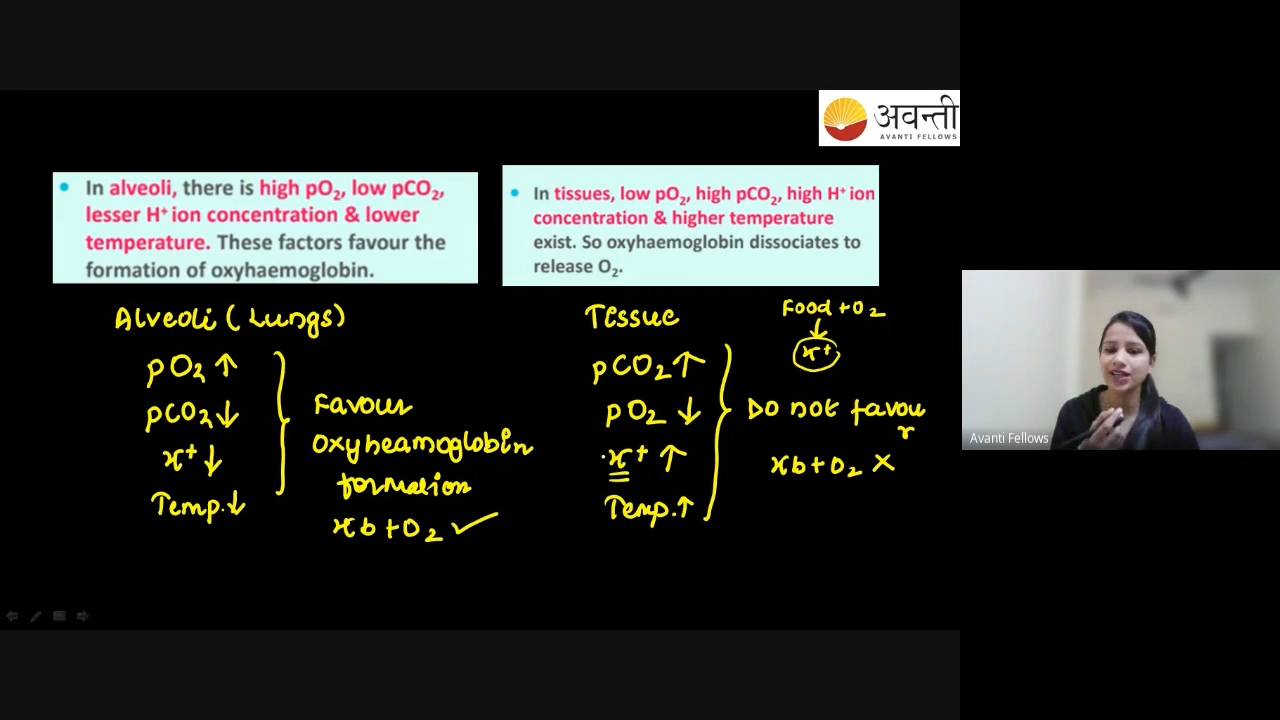 अवन्ती
AVANTI FELLOWS
• In alveoli, there is high pO₂, low pCO₂,
lesser H⁺ ion concentration & lower
temperature. These factors favour the
formation of oxyhaemoglobin.
• In tissues, low pO₂, high pCO₂, high H⁺ ion
concentration & higher temperature
exist. So oxyhaemoglobin dissociates to
release O₂.
Alveoli (Lungs)
pO₂ ↑
pCO₂ ↓
H⁺ ↓
Temp. ↓
Favour
Oxyheamoglobin
formation
Hb + O₂ ✓
Tissue
pCO₂ ↑
pO₂ ↓
H⁺ ↑
Temp. ↑
Food + O₂
↓
H⁺
Do not favou
r
Hb + O₂ ✗
Avanti Fellows